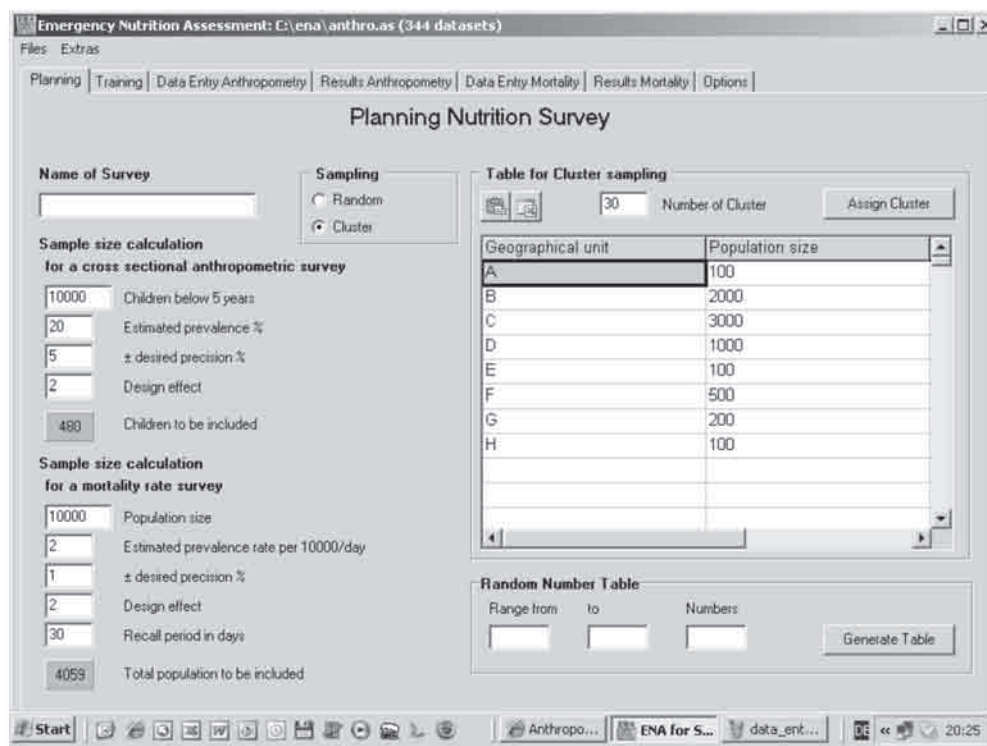 Emergency Nutrition Assessment: C:\ena\anthro.as (344 datasets)
Files Extras
Planning Training Data Entry Anthropometry Results Anthropometry Data Entry Mortality Results Mortality Options
Planning Nutrition Survey
Name of Survey
Sampling
Random
Cluster
Sample size calculation
for a cross sectional anthropometric survey
10000 Children below 5 years
20 Estimated prevalence %
5 ± desired precision %
2 Design effect
480 Children to be included
Sample size calculation
for a mortality rate survey
10000 Population size
2 Estimated prevalence rate per 10000/day
1 ± desired precision %
2 Design effect
30 Recall period in days
4059 Total population to be included
Table for Cluster sampling
30 Number of Cluster Assign Cluster
Geographical unit Population size
A 100
B 2000
C 3000
D 1000
E 100
F 500
G 200
H 100
Random Number Table
Range from to Numbers
Generate Table
Start Anthropo... ENA for S... data_ent... DE « 20:25